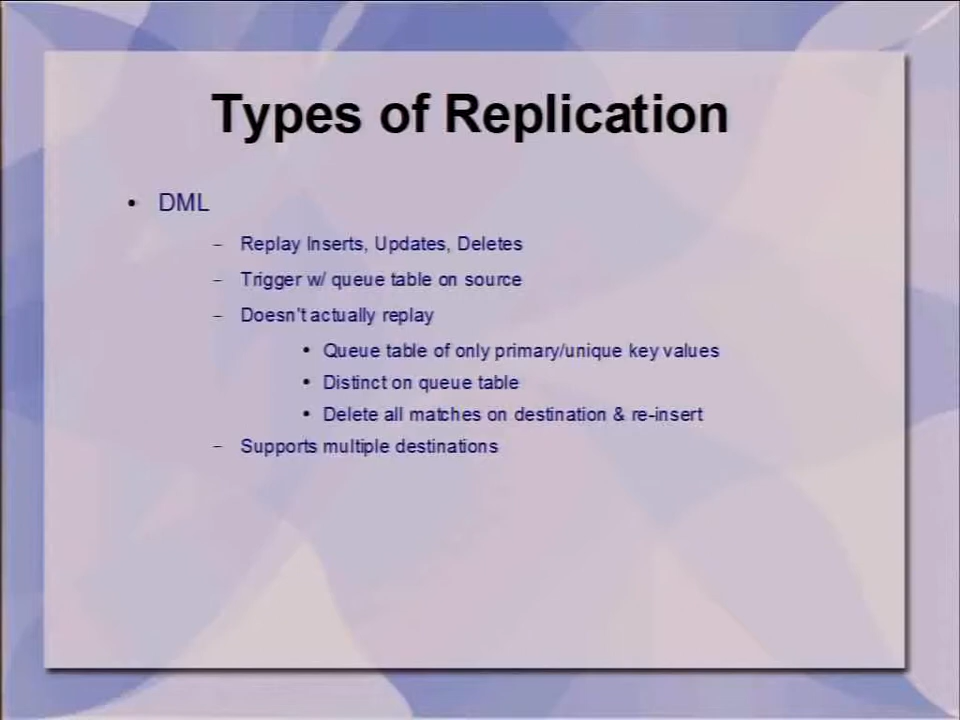 Types of Replication
• DML
– Replay Inserts, Updates, Deletes
– Trigger w/ queue table on source
– Doesn't actually replay
• Queue table of only primary/unique key values
• Distinct on queue table
• Delete all matches on destination & re-insert
– Supports multiple destinations